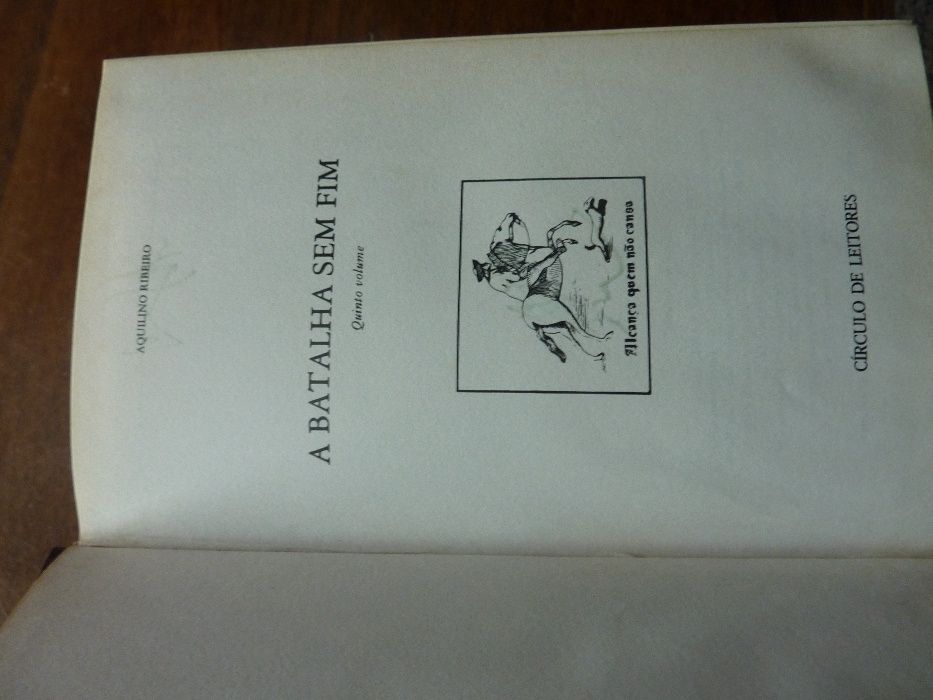 AQUILINO RIBEIRO
A BATALHA SEM FIM
Quinto volume
Alcança quem não cansa
CÍRCULO DE LEITORES